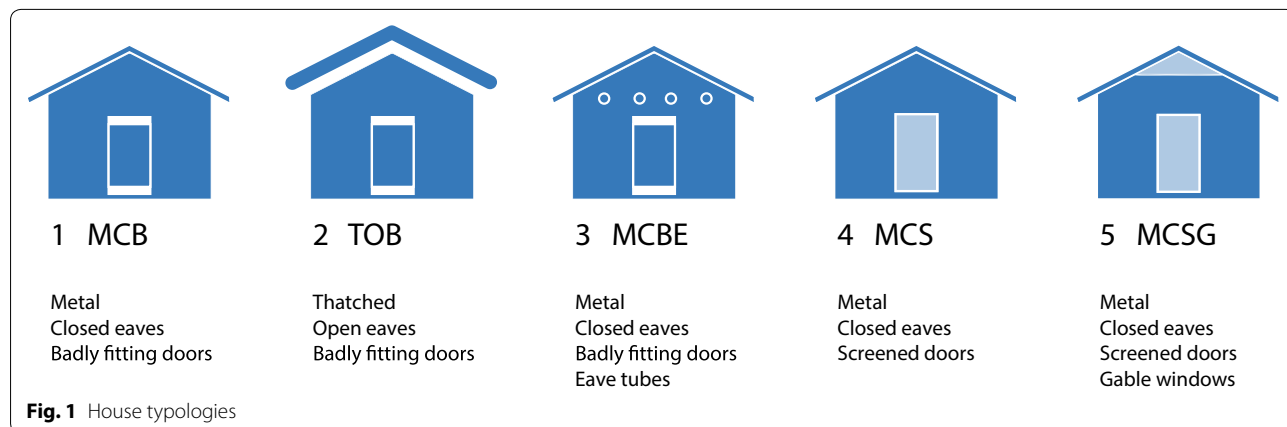 1 MCB
Metal
Closed eaves
Badly fitting doors
2 TOB
Thatched
Open eaves
Badly fitting doors
3 MCBE
Metal
Closed eaves
Badly fitting doors
Eave tubes
4 MCS
Metal
Closed eaves
Screened doors
5 MCSG
Metal
Closed eaves
Screened doors
Gable windows
Fig. 1 House typologies